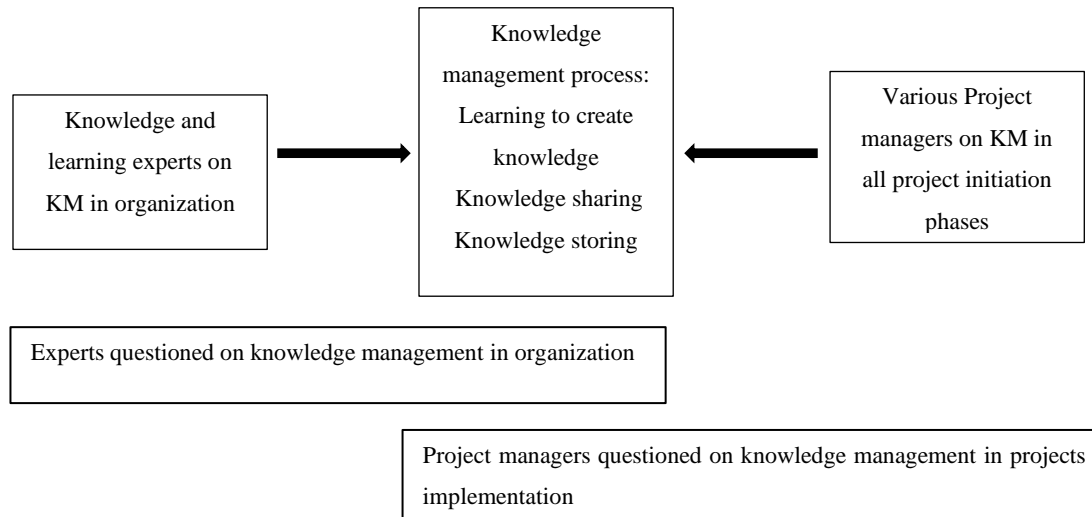 Knowledge and
learning experts on
KM in organization
Knowledge
management process:
Learning to create
knowledge
Knowledge sharing
Knowledge storing
Various Project
managers on KM in
all project initiation
phases
Experts questioned on knowledge management in organization
Project managers questioned on knowledge management in projects
implementation